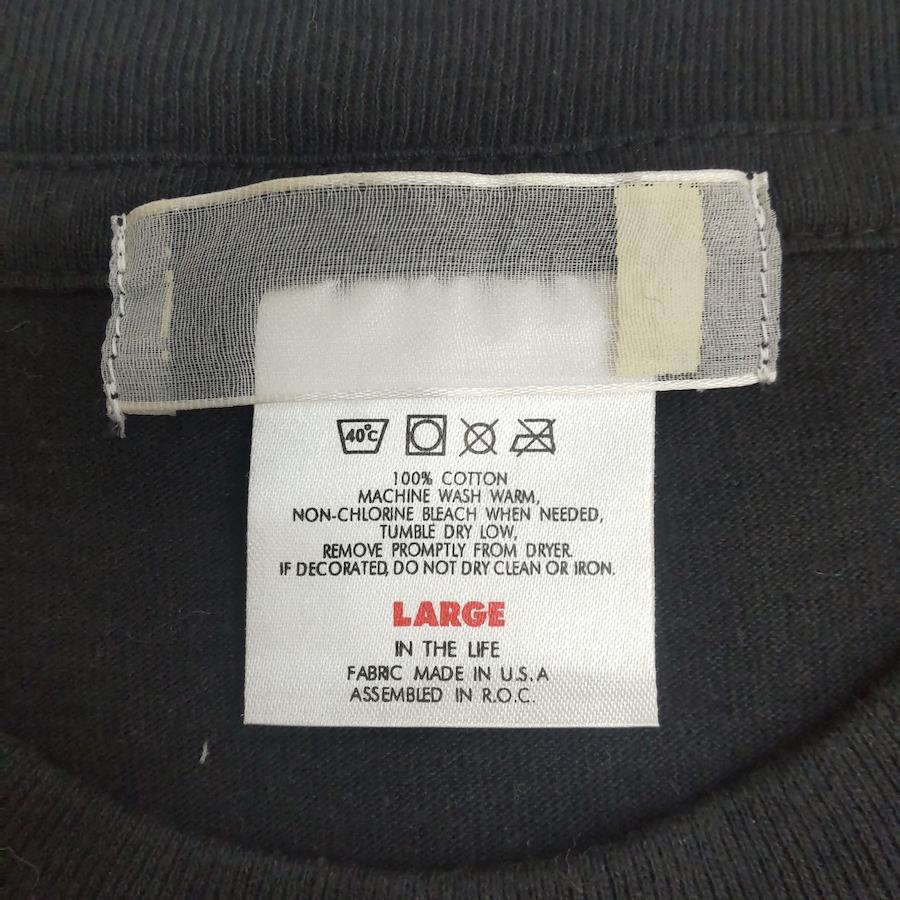 40°C
100% COTTON
MACHINE WASH WARM,
NON-CHLORINE BLEACH WHEN NEEDED,
TUMBLE DRY LOW,
REMOVE PROMPTLY FROM DRYER.
IF DECORATED, DO NOT DRY CLEAN OR IRON.
LARGE
IN THE LIFE
FABRIC MADE IN U.S.A
ASSEMBLED IN R.O.C.